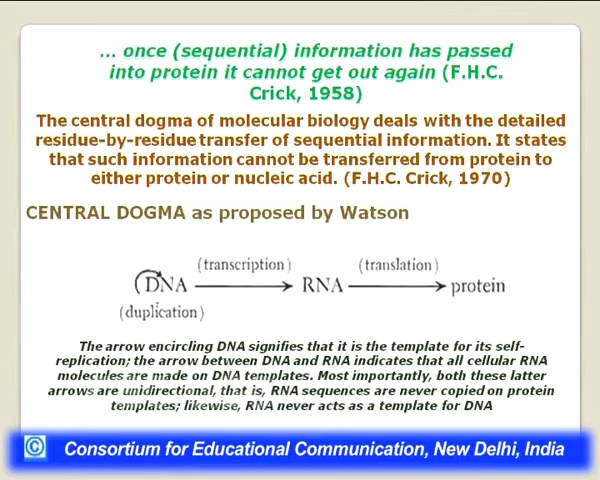 ... once (sequential) information has passed
into protein it cannot get out again (F.H.C.
Crick, 1958)
The central dogma of molecular biology deals with the detailed
residue-by-residue transfer of sequential information. It states
that such information cannot be transferred from protein to
either protein or nucleic acid. (F.H.C. Crick, 1970)
CENTRAL DOGMA as proposed by Watson
(transcription) (translation)
DNA RNA protein
(duplication)
The arrow encircling DNA signifies that it is the template for its self-
replication; the arrow between DNA and RNA indicates that all cellular RNA
molecules are made on DNA templates. Most importantly, both these latter
arrows are unidirectional, that is, RNA sequences are never copied on protein
templates; likewise, RNA never acts as a template for DNA
© Consortium for Educational Communication, New Delhi, India